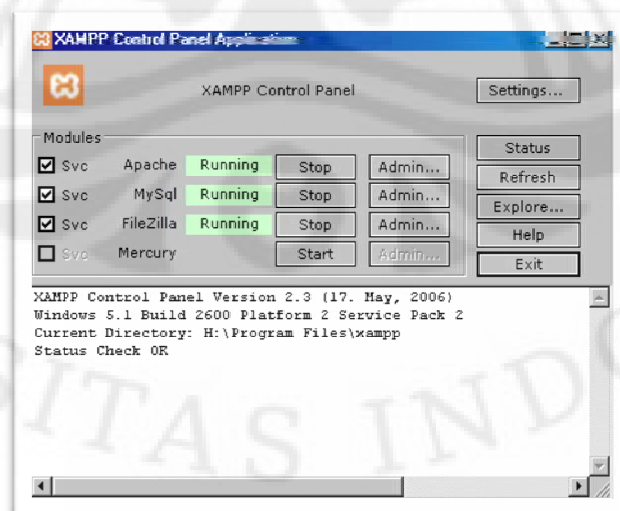 XAMPP Control Panel Application
XAMPP Control Panel
Settings...
Modules
Svc Apache Running Stop Admin...
Svc MySql Running Stop Admin...
Svc FileZilla Running Stop Admin...
Svc Mercury Start Admin...
Status
Refresh
Explore...
Help
Exit
XAMPP Control Panel Version 2.3 (17. May, 2006)
Windows 5.1 Build 2600 Platform 2 Service Pack 2
Current Directory: H:\Program Files\xampp
Status Check OK
SITAS INDO